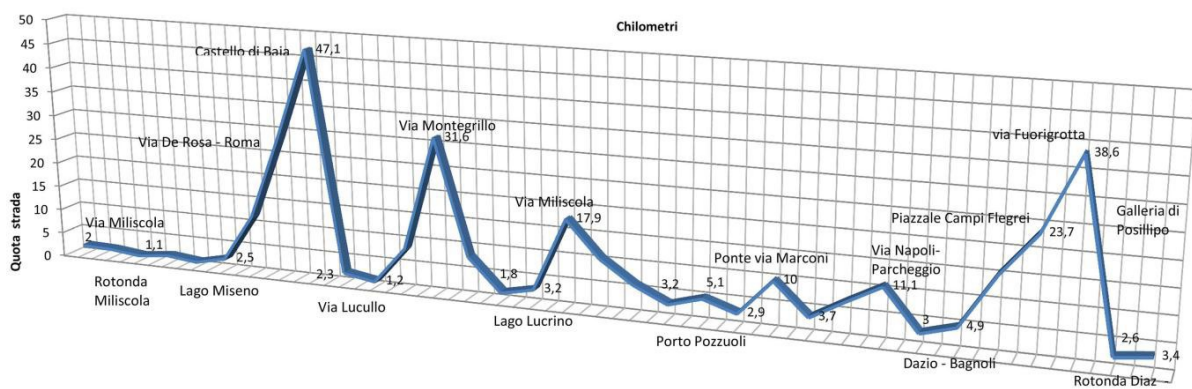 Chilometri
Quota strada
50
45
40
35
30
25
20
15
10
5
0
Via Miliscola
2
1,1
Rotonda
Miliscola
Lago Miseno
2,5
Via De Rosa - Roma
Castello di Baia
47,1
2,3
Via Lucullo
1,2
Via Montegrillo
31,6
1,8
Lago Lucrino
3,2
Via Miliscola
17,9
3,2
Porto Pozzuoli
5,1
2,9
Ponte via Marconi
10
3,7
Via Napoli-
Parcheggio
11,1
3
Dazio - Bagnoli
4,9
Piazzale Campi Flegrei
23,7
via Fuorigrotta
38,6
Galleria di
Posillipo
2,6
Rotonda Diaz -
3,4